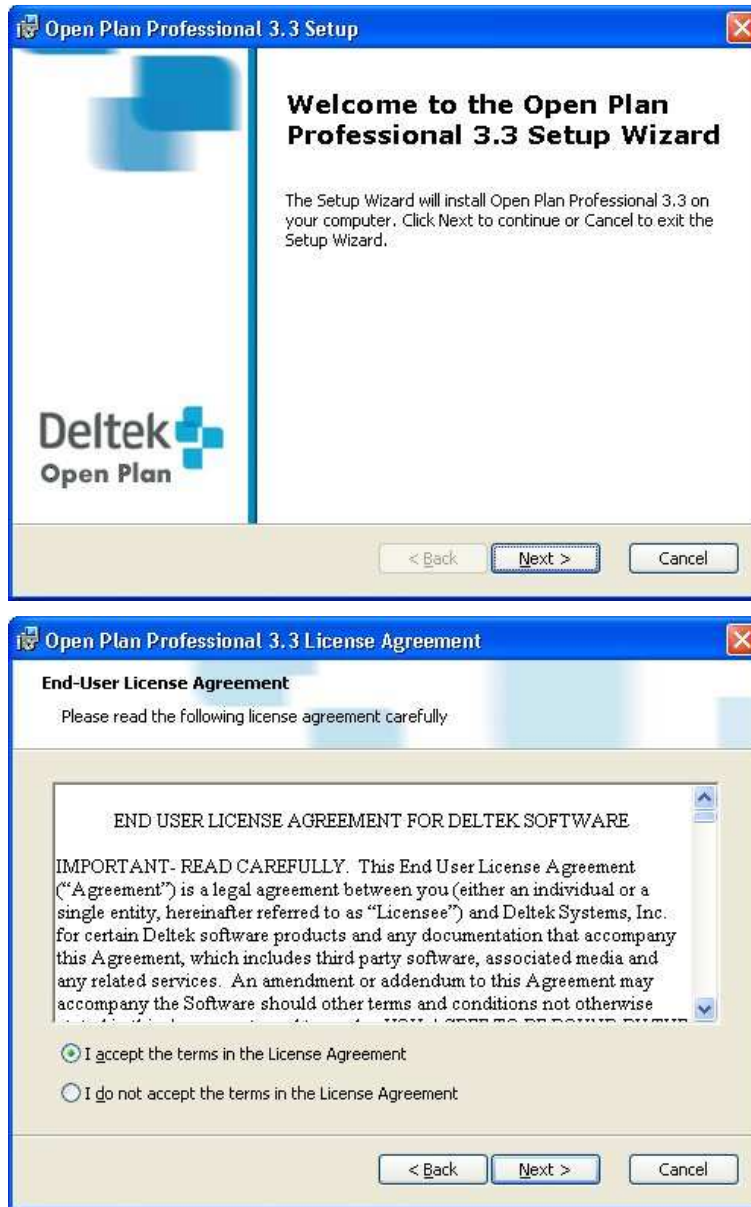 Open Plan Professional 3.3 Setup
Welcome to the Open Plan
Professional 3.3 Setup Wizard
The Setup Wizard will install Open Plan Professional 3.3 on
your computer. Click Next to continue or Cancel to exit the
Setup Wizard.
Deltek
Open Plan
< Back
Next >
Cancel
Open Plan Professional 3.3 License Agreement
End-User License Agreement
Please read the following license agreement carefully
END USER LICENSE AGREEMENT FOR DELTEK SOFTWARE
IMPORTANT- READ CAREFULLY. This End User License Agreement
(“Agreement”) is a legal agreement between you (either an individual or a
single entity, hereinafter referred to as “Licensee”) and Deltek Systems, Inc.
for certain Deltek software products and any documentation that accompany
this Agreement, which includes third party software, associated media and
any related services. An amendment or addendum to this Agreement may
accompany the Software should other terms and conditions not otherwise
I accept the terms in the License Agreement
I do not accept the terms in the License Agreement
< Back
Next >
Cancel